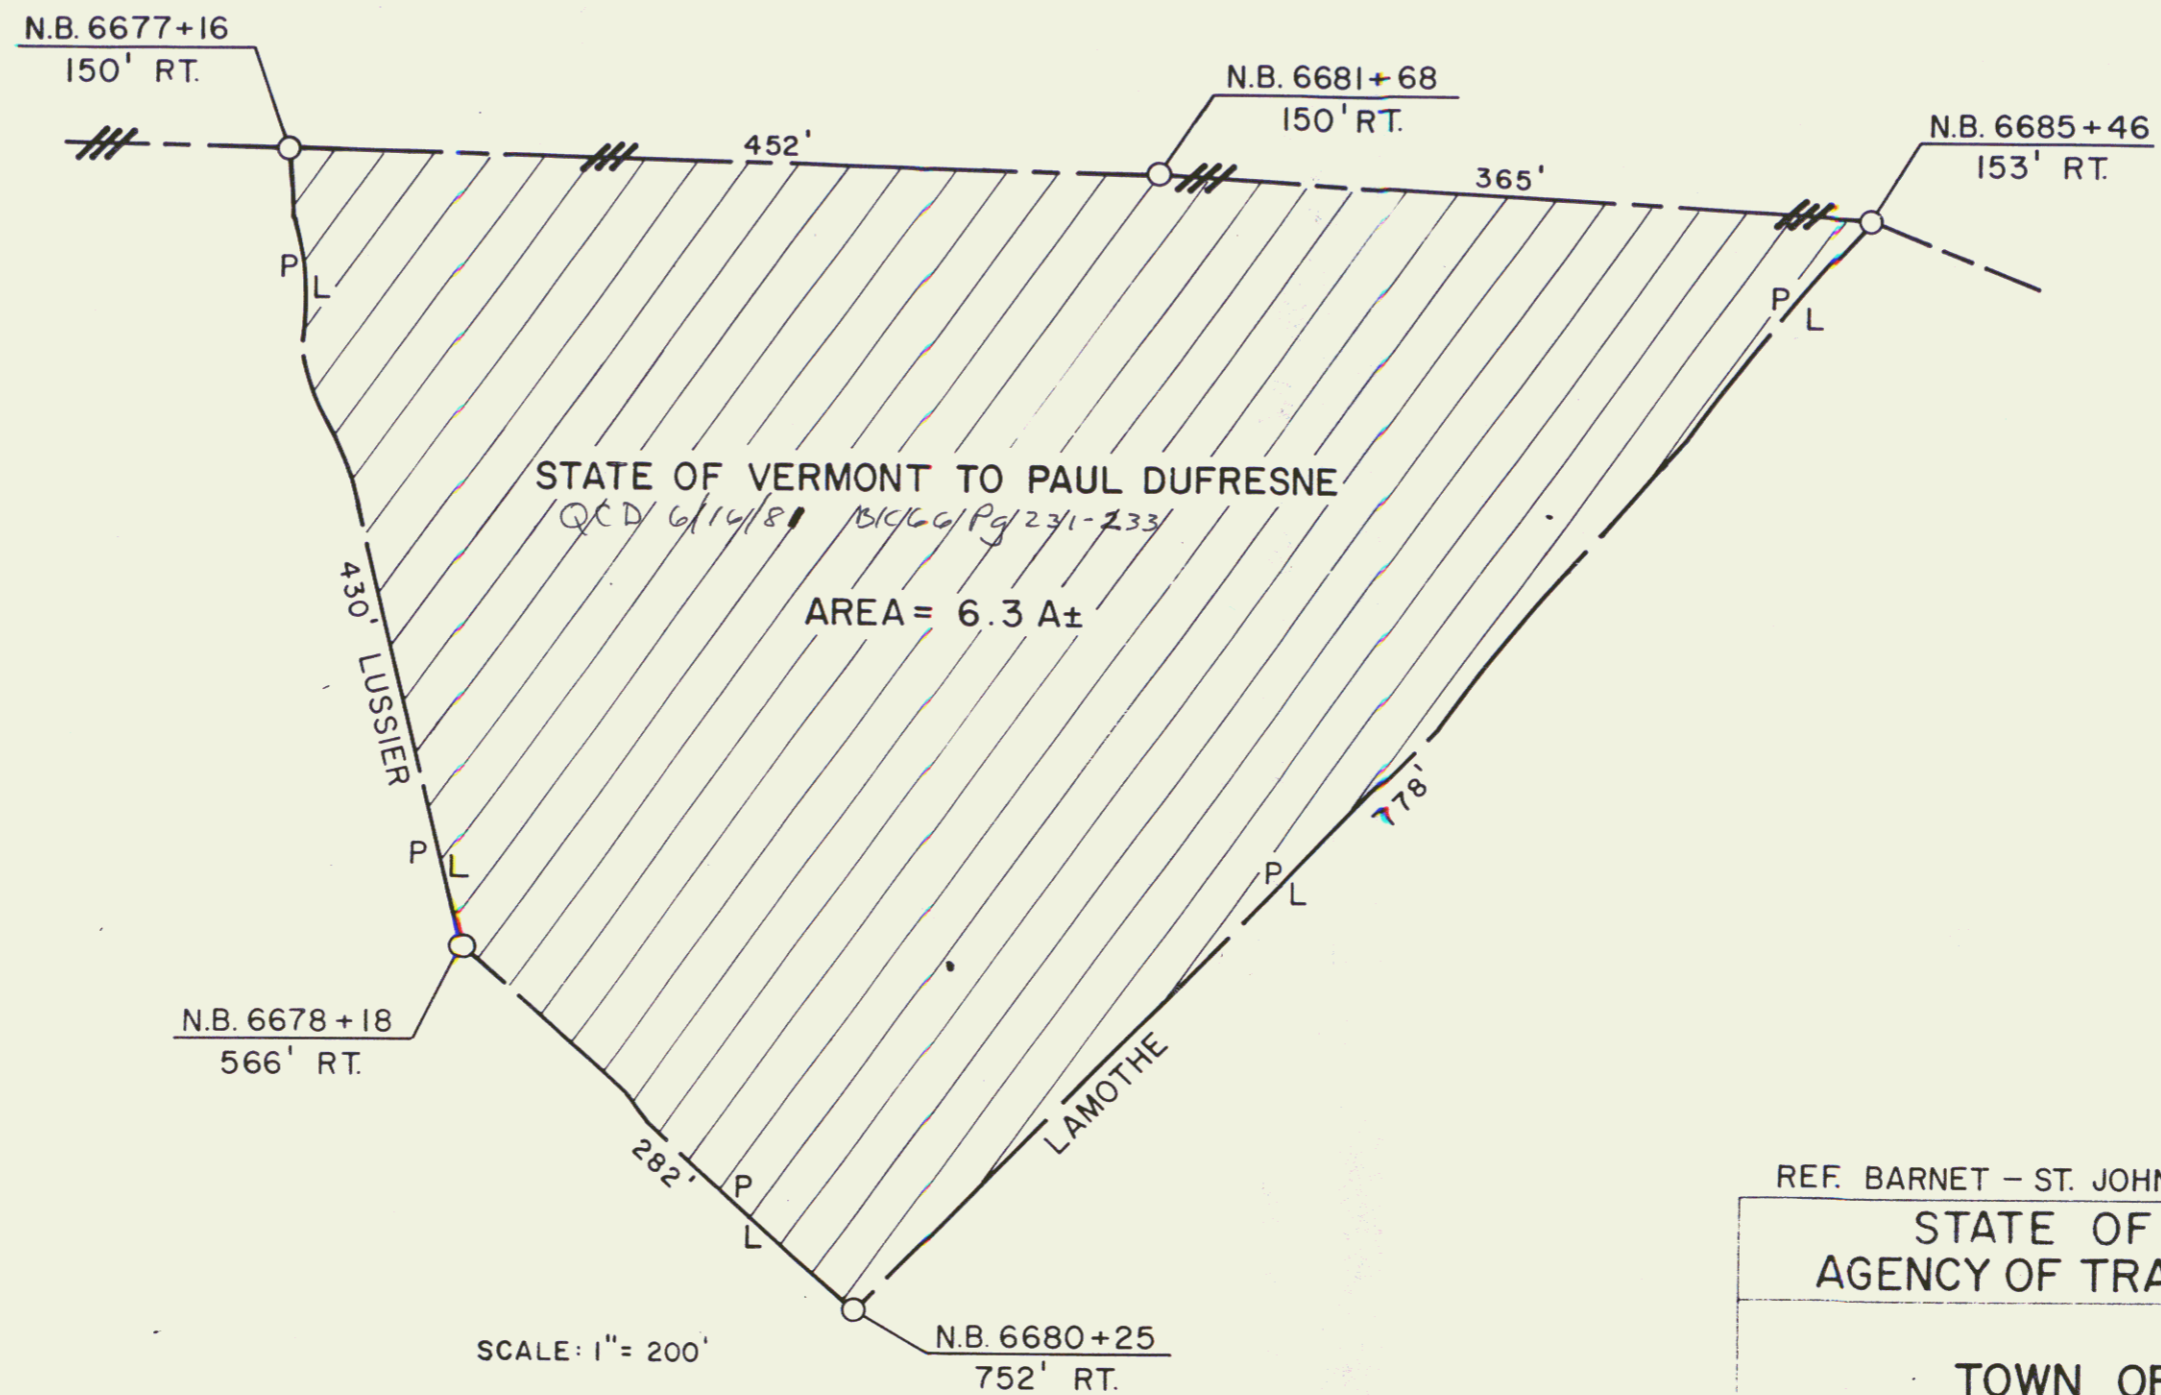 N.B. 6677+16
150' RT.
N.B. 6681+68
150' RT.
N.B. 6685+46
153' RT.
452'
365'
P
L
P
L
STATE OF VERMONT TO PAUL DUFRESNE
QCD 6/16/81 BK66 Pg 231-233
AREA= 6.3 A±
430' LUSSIER
778'
P
L
P
L
N.B. 6678+18
566' RT.
LAMOTHE
282'
P
L
REF. BARNET - ST. JOHN
STATE OF
AGENCY OF TRA
SCALE: 1"= 200'
N.B. 6680+25
752' RT.
TOWN OF